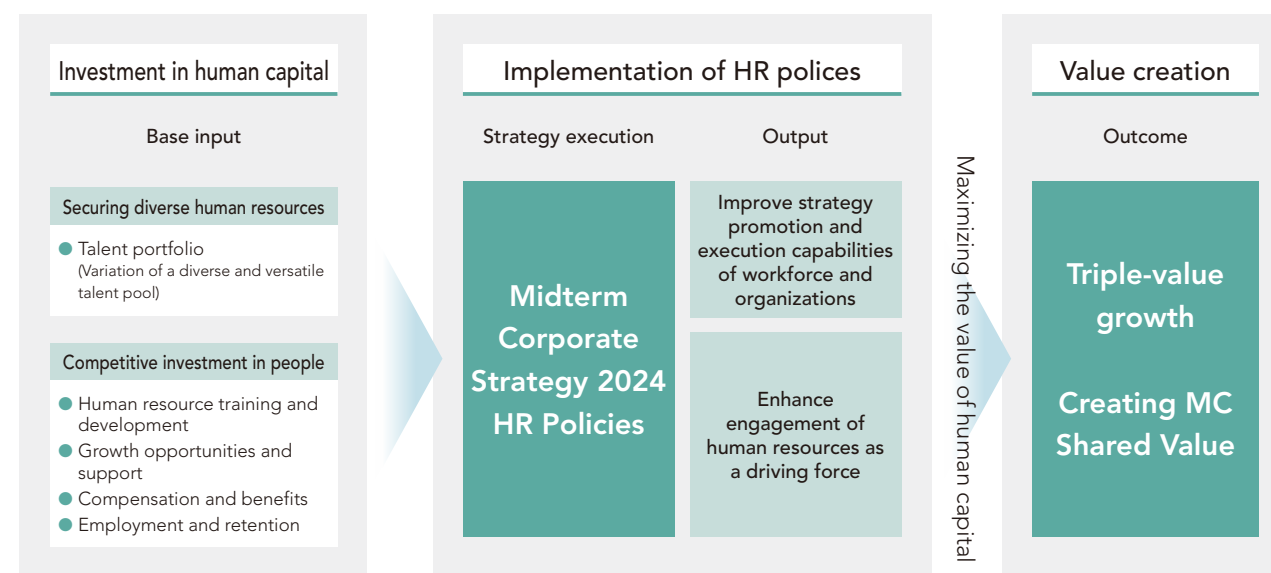 Investment in human capital
Base input
Securing diverse human resources
● Talent portfolio
(Variation of a diverse and versatile
talent pool)
Competitive investment in people
● Human resource training and
development
● Growth opportunities and
support
● Compensation and benefits
● Employment and retention
Implementation of HR polices
Strategy execution
Midterm
Corporate
Strategy 2024
HR Policies
Output
Improve strategy
promotion and
execution capabilities
of workforce and
organizations
Enhance
engagement of
human resources as
a driving force
Maximizing the value of human capital
Value creation
Outcome
Triple-value
growth
Creating MC
Shared Value